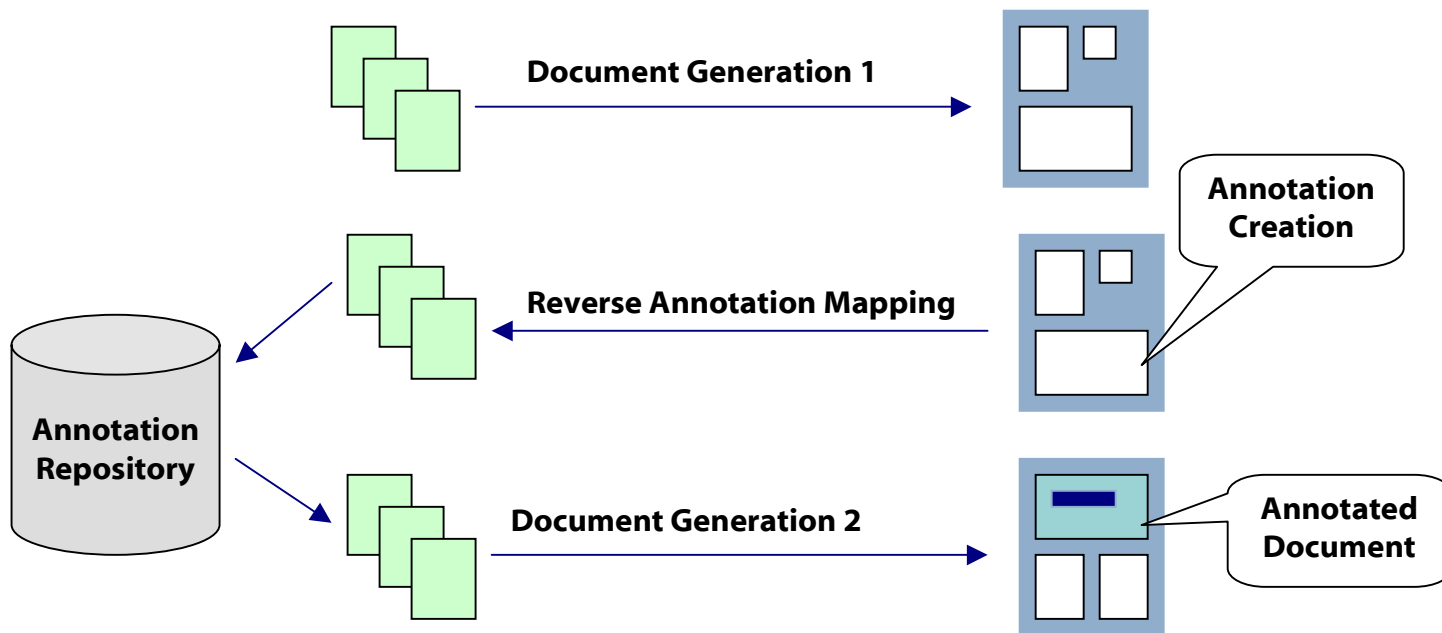 Document Generation 1
Annotation
Creation
Reverse Annotation Mapping
Annotation
Repository
Document Generation 2
Annotated
Document